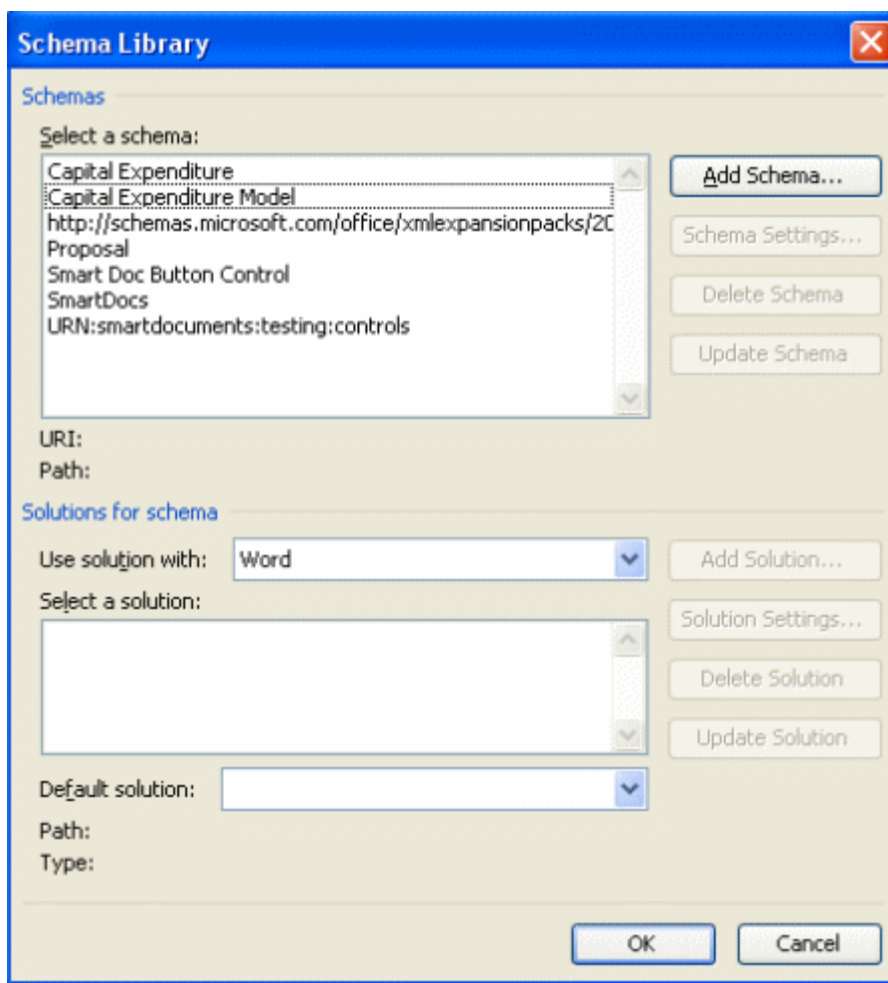 Schema Library
Schemas
Select a schema:
Capital Expenditure
Capital Expenditure Model
http://schemas.microsoft.com/office/xmlexpansionpacks/20
Proposal
Smart Doc Button Control
SmartDocs
URN:smartdocuments:testing:controls
Add Schema...
Schema Settings...
Delete Schema
Update Schema
URI:
Path:
Solutions for schema
Use solution with:
Word
Add Solution...
Select a solution:
Solution Settings...
Delete Solution
Update Solution
Default solution:
Path:
Type:
OK
Cancel